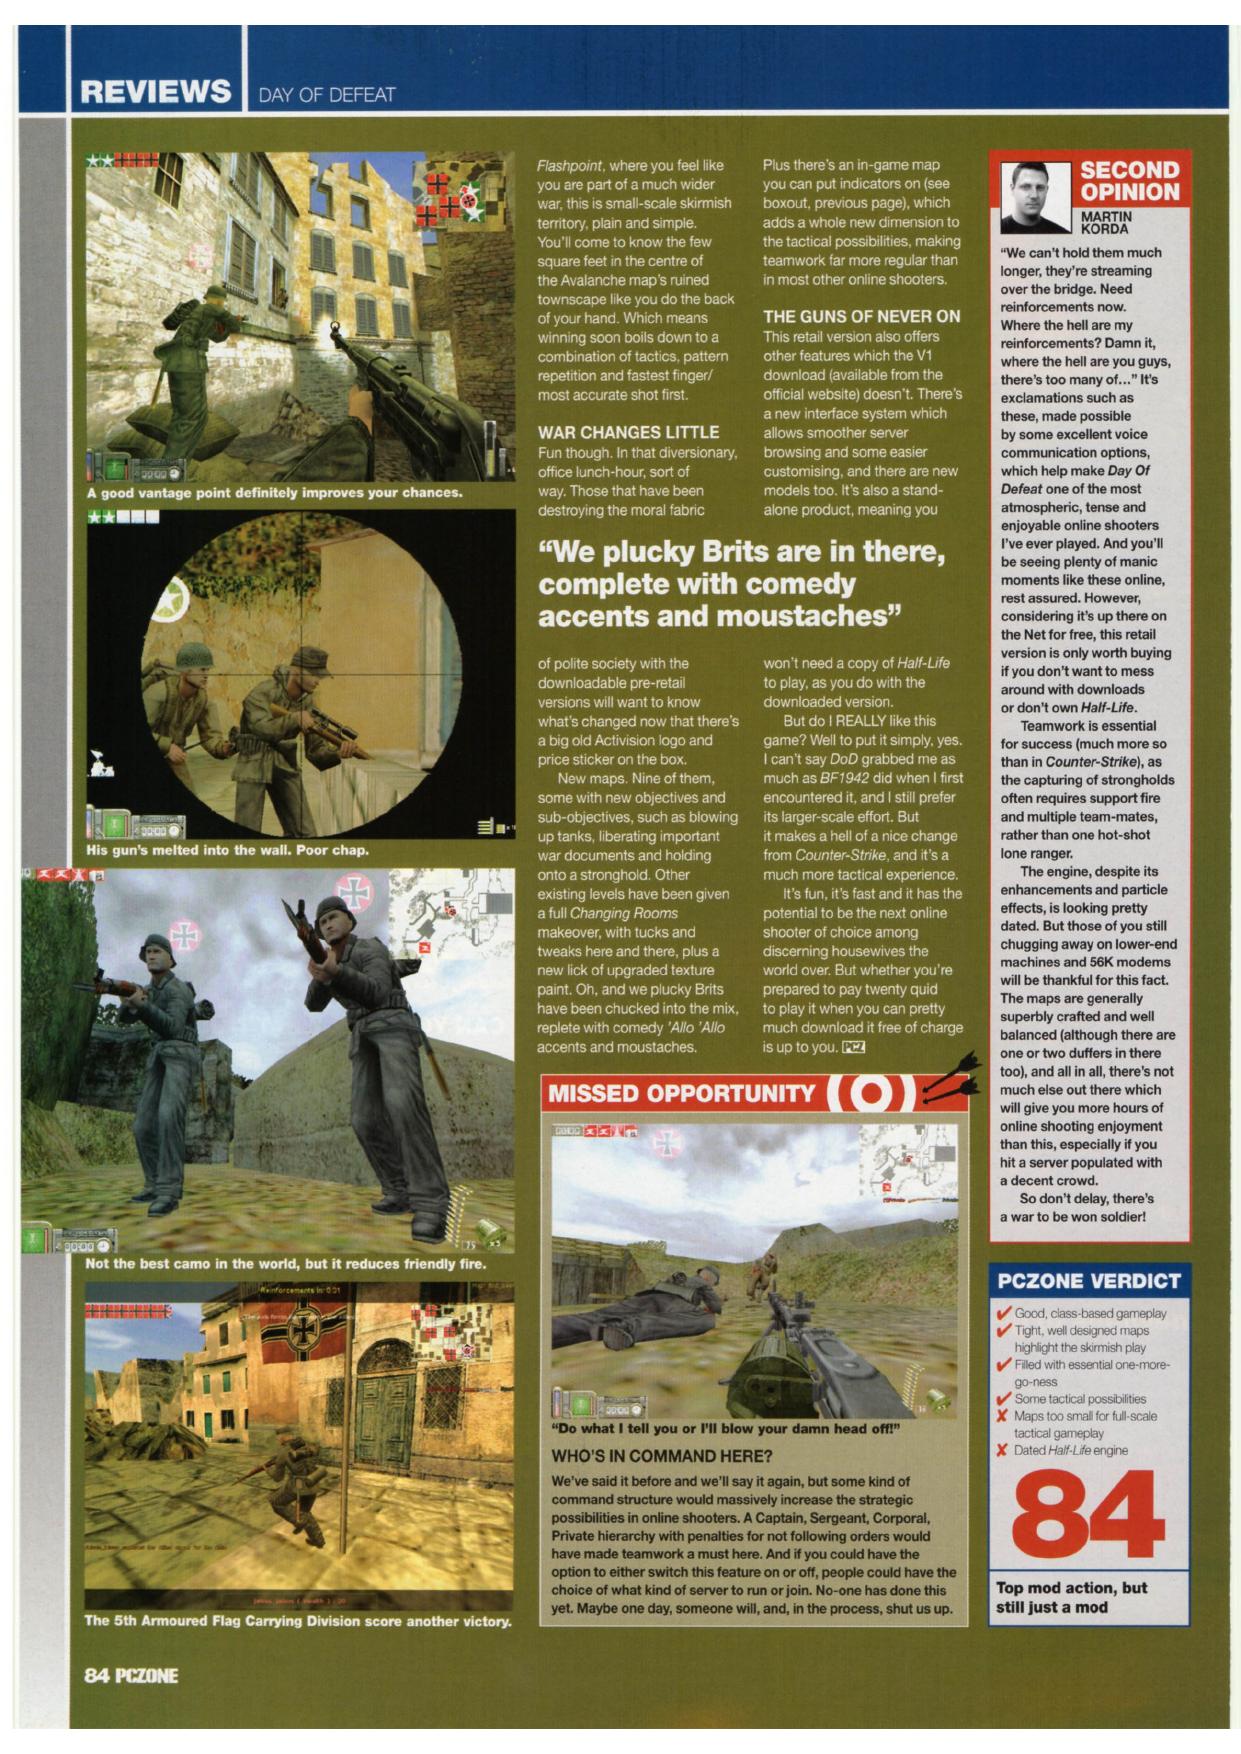 REVIEWS
DAY OF DEFEAT
A good vantage point definitely improves your chances.
His gun's melted into the wall. Poor chap.
Not the best camo in the world, but it reduces friendly fire.
Reinforcements in: 0:01
The 5th Armoured Flag Carrying Division score another victory.
Flashpoint, where you feel like
you are part of a much wider
war, this is small-scale skirmish
territory, plain and simple.
You'll come to know the few
square feet in the centre of
the Avalanche map's ruined
townscape like you do the back
of your hand. Which means
winning soon boils down to a
combination of tactics, pattern
repetition and fastest finger/
most accurate shot first.
WAR CHANGES LITTLE
Fun though. In that diversionary,
office lunch-hour, sort of
way. Those that have been
destroying the moral fabric
Plus there's an in-game map
you can put indicators on (see
boxout, previous page), which
adds a whole new dimension to
the tactical possibilities, making
teamwork far more regular than
in most other online shooters.
THE GUNS OF NEVER ON
This retail version also offers
other features which the V1
download (available from the
official website) doesn't. There's
a new interface system which
allows smoother server
browsing and some easier
customising, and there are new
models too. It's also a stand-
alone product, meaning you
"We plucky Brits are in there,
complete with comedy
accents and moustaches"
of polite society with the
downloadable pre-retail
versions will want to know
what's changed now that there's
a big old Activision logo and
price sticker on the box.
New maps. Nine of them,
some with new objectives and
sub-objectives, such as blowing
up tanks, liberating important
war documents and holding
onto a stronghold. Other
existing levels have been given
a full Changing Rooms
makeover, with tucks and
tweaks here and there, plus a
new lick of upgraded texture
paint. Oh, and we plucky Brits
have been chucked into the mix,
replete with comedy 'Allo 'Allo
accents and moustaches.
won't need a copy of Half-Life
to play, as you do with the
downloaded version.
But do I REALLY like this
game? Well to put it simply, yes.
I can't say DoD grabbed me as
much as BF1942 did when I first
encountered it, and I still prefer
its larger-scale effort. But
it makes a hell of a nice change
from Counter-Strike, and it's a
much more tactical experience.
It's fun, it's fast and it has the
potential to be the next online
shooter of choice among
discerning housewives the
world over. But whether you're
prepared to pay twenty quid
to play it when you can pretty
much download it free of charge
is up to you. PCZ
MISSED OPPORTUNITY
"Do what I tell you or I'll blow your damn head off!"
WHO'S IN COMMAND HERE?
We've said it before and we'll say it again, but some kind of
command structure would massively increase the strategic
possibilities in online shooters. A Captain, Sergeant, Corporal,
Private hierarchy with penalties for not following orders would
have made teamwork a must here. And if you could have the
option to either switch this feature on or off, people could have the
choice of what kind of server to run or join. No-one has done this
yet. Maybe one day, someone will, and, in the process, shut us up.
SECOND
OPINION
MARTIN
KORDA
"We can't hold them much
longer, they're streaming
over the bridge. Need
reinforcements now.
Where the hell are my
reinforcements? Damn it,
where the hell are you guys,
there's too many of..." It's
exclamations such as
these, made possible
by some excellent voice
communication options,
which help make Day Of
Defeat one of the most
atmospheric, tense and
enjoyable online shooters
I've ever played. And you'll
be seeing plenty of manic
moments like these online,
rest assured. However,
considering it's up there on
the Net for free, this retail
version is only worth buying
if you don't want to mess
around with downloads
or don't own Half-Life.
Teamwork is essential
for success (much more so
than in Counter-Strike), as
the capturing of strongholds
often requires support fire
and multiple team-mates,
rather than one hot-shot
lone ranger.
The engine, despite its
enhancements and particle
effects, is looking pretty
dated. But those of you still
chugging away on lower-end
machines and 56K modems
will be thankful for this fact.
The maps are generally
superbly crafted and well
balanced (although there are
one or two duffers in there
too), and all in all, there's not
much else out there which
will give you more hours of
online shooting enjoyment
than this, especially if you
hit a server populated with
a decent crowd.
So don't delay, there's
a war to be won soldier!
PCZONE VERDICT
Good, class-based gameplay
Tight, well designed maps
highlight the skirmish play
Filled with essential one-more-
go-ness
Some tactical possibilities
Maps too small for full-scale
tactical gameplay
Dated Half-Life engine
84
Top mod action, but
still just a mod
84 PCZONE